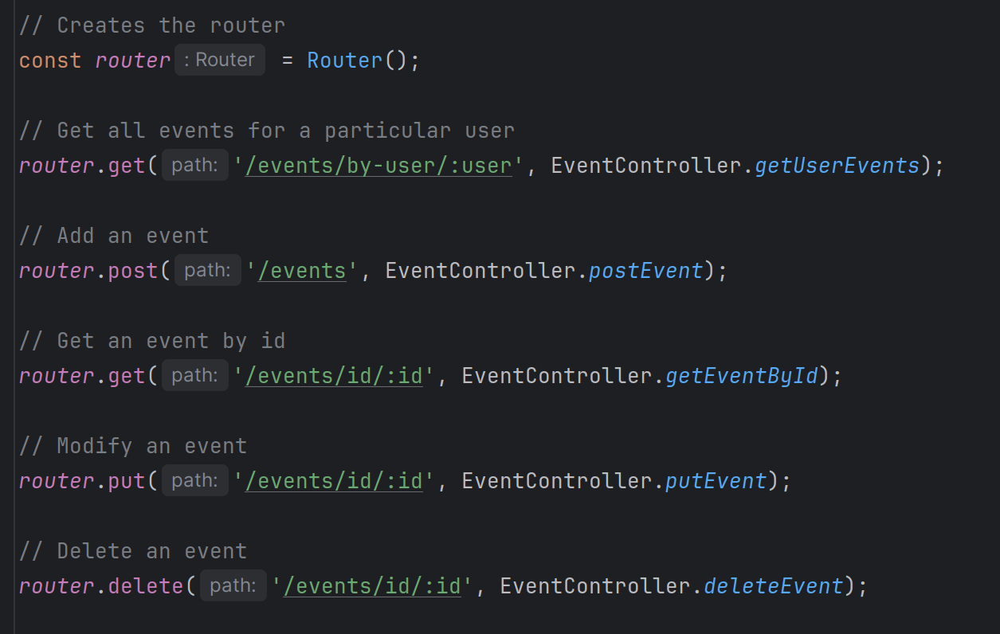 // Creates the router
const router : Router = Router();
// Get all events for a particular user
router.get( path: '/events/by-user/:user', EventController.getUserEvents);
// Add an event
router.post( path: '/events', EventController.postEvent);
// Get an event by id
router.get( path: '/events/id/:id', EventController.getEventById);
// Modify an event
router.put( path: '/events/id/:id', EventController.putEvent);
// Delete an event
router.delete( path: '/events/id/:id', EventController.deleteEvent);